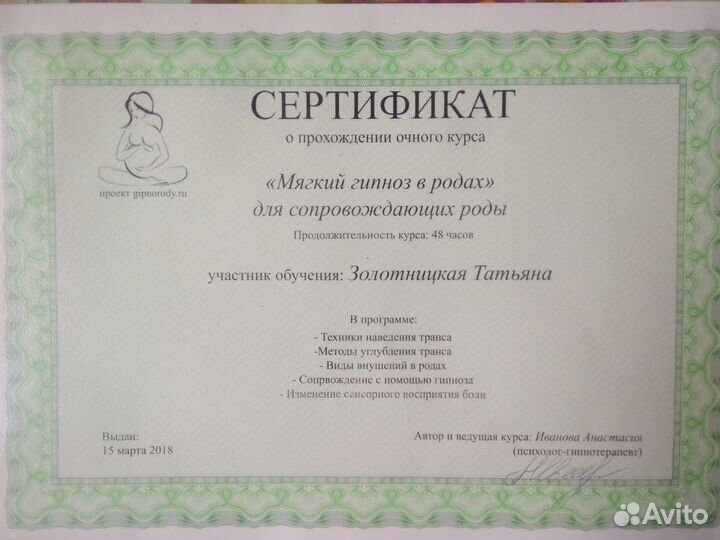 СЕРТИФИКАТ
о прохождении очного курса
проект gipnorody.ru
«Мягкий гипноз в родах»
для сопровождающих роды
Продолжительность курса: 48 часов
участник обучения: Золотницкая Татьяна
В программе:
- Техники наведения транса
-Методы углубления транса
- Виды внушений в родах
- Сопрвождение с помощью гипноза
- Изменение сенсорного восприятия боли
Выдан:
15 марта 2018
Автор и ведущая курса: Иванова Анастасия
(психолог-гипнотерапевт)
Avito